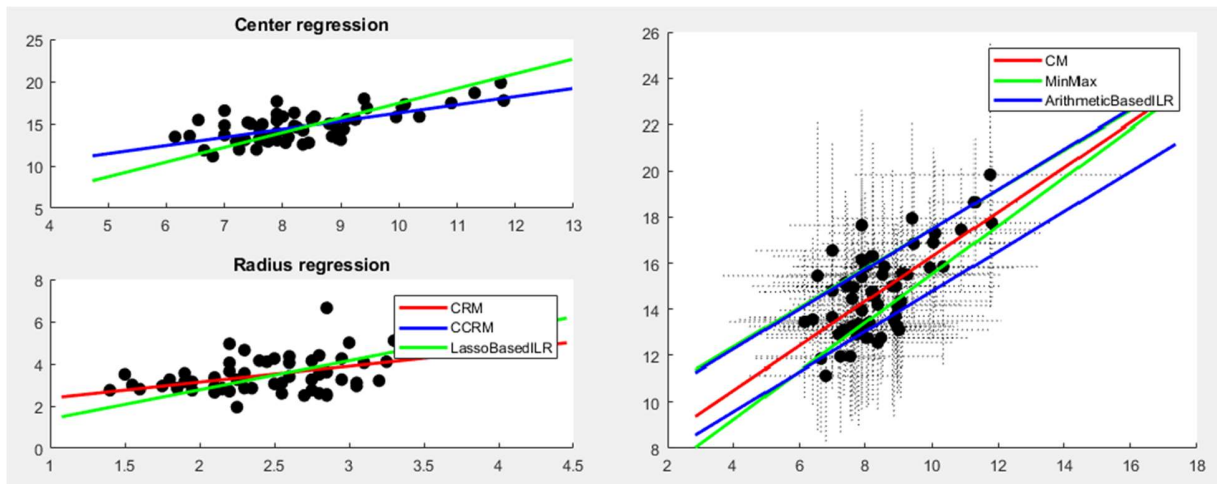 Center regression
25
20
15
10
5
4 5 6 7 8 9 10 11 12 13
Radius regression
8
6
4
2
0
CRM
CCRM
LassoBasedILR
1 1.5 2 2.5 3 3.5 4 4.5
26
24
22
20
18
16
14
12
10
8
CM
MinMax
ArithmeticBasedILR
2 4 6 8 10 12 14 16 18